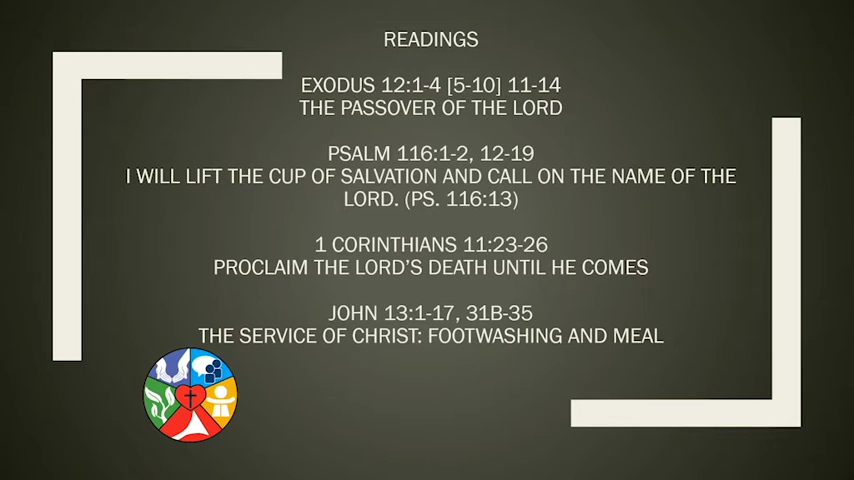 READINGS
EXODUS 12:1-4 [5-10] 11-14
THE PASSOVER OF THE LORD
PSALM 116:1-2, 12-19
I WILL LIFT THE CUP OF SALVATION AND CALL ON THE NAME OF THE
LORD. (PS. 116:13)
1 CORINTHIANS 11:23-26
PROCLAIM THE LORD’S DEATH UNTIL HE COMES
JOHN 13:1-17, 31B-35
THE SERVICE OF CHRIST: FOOTWASHING AND MEAL